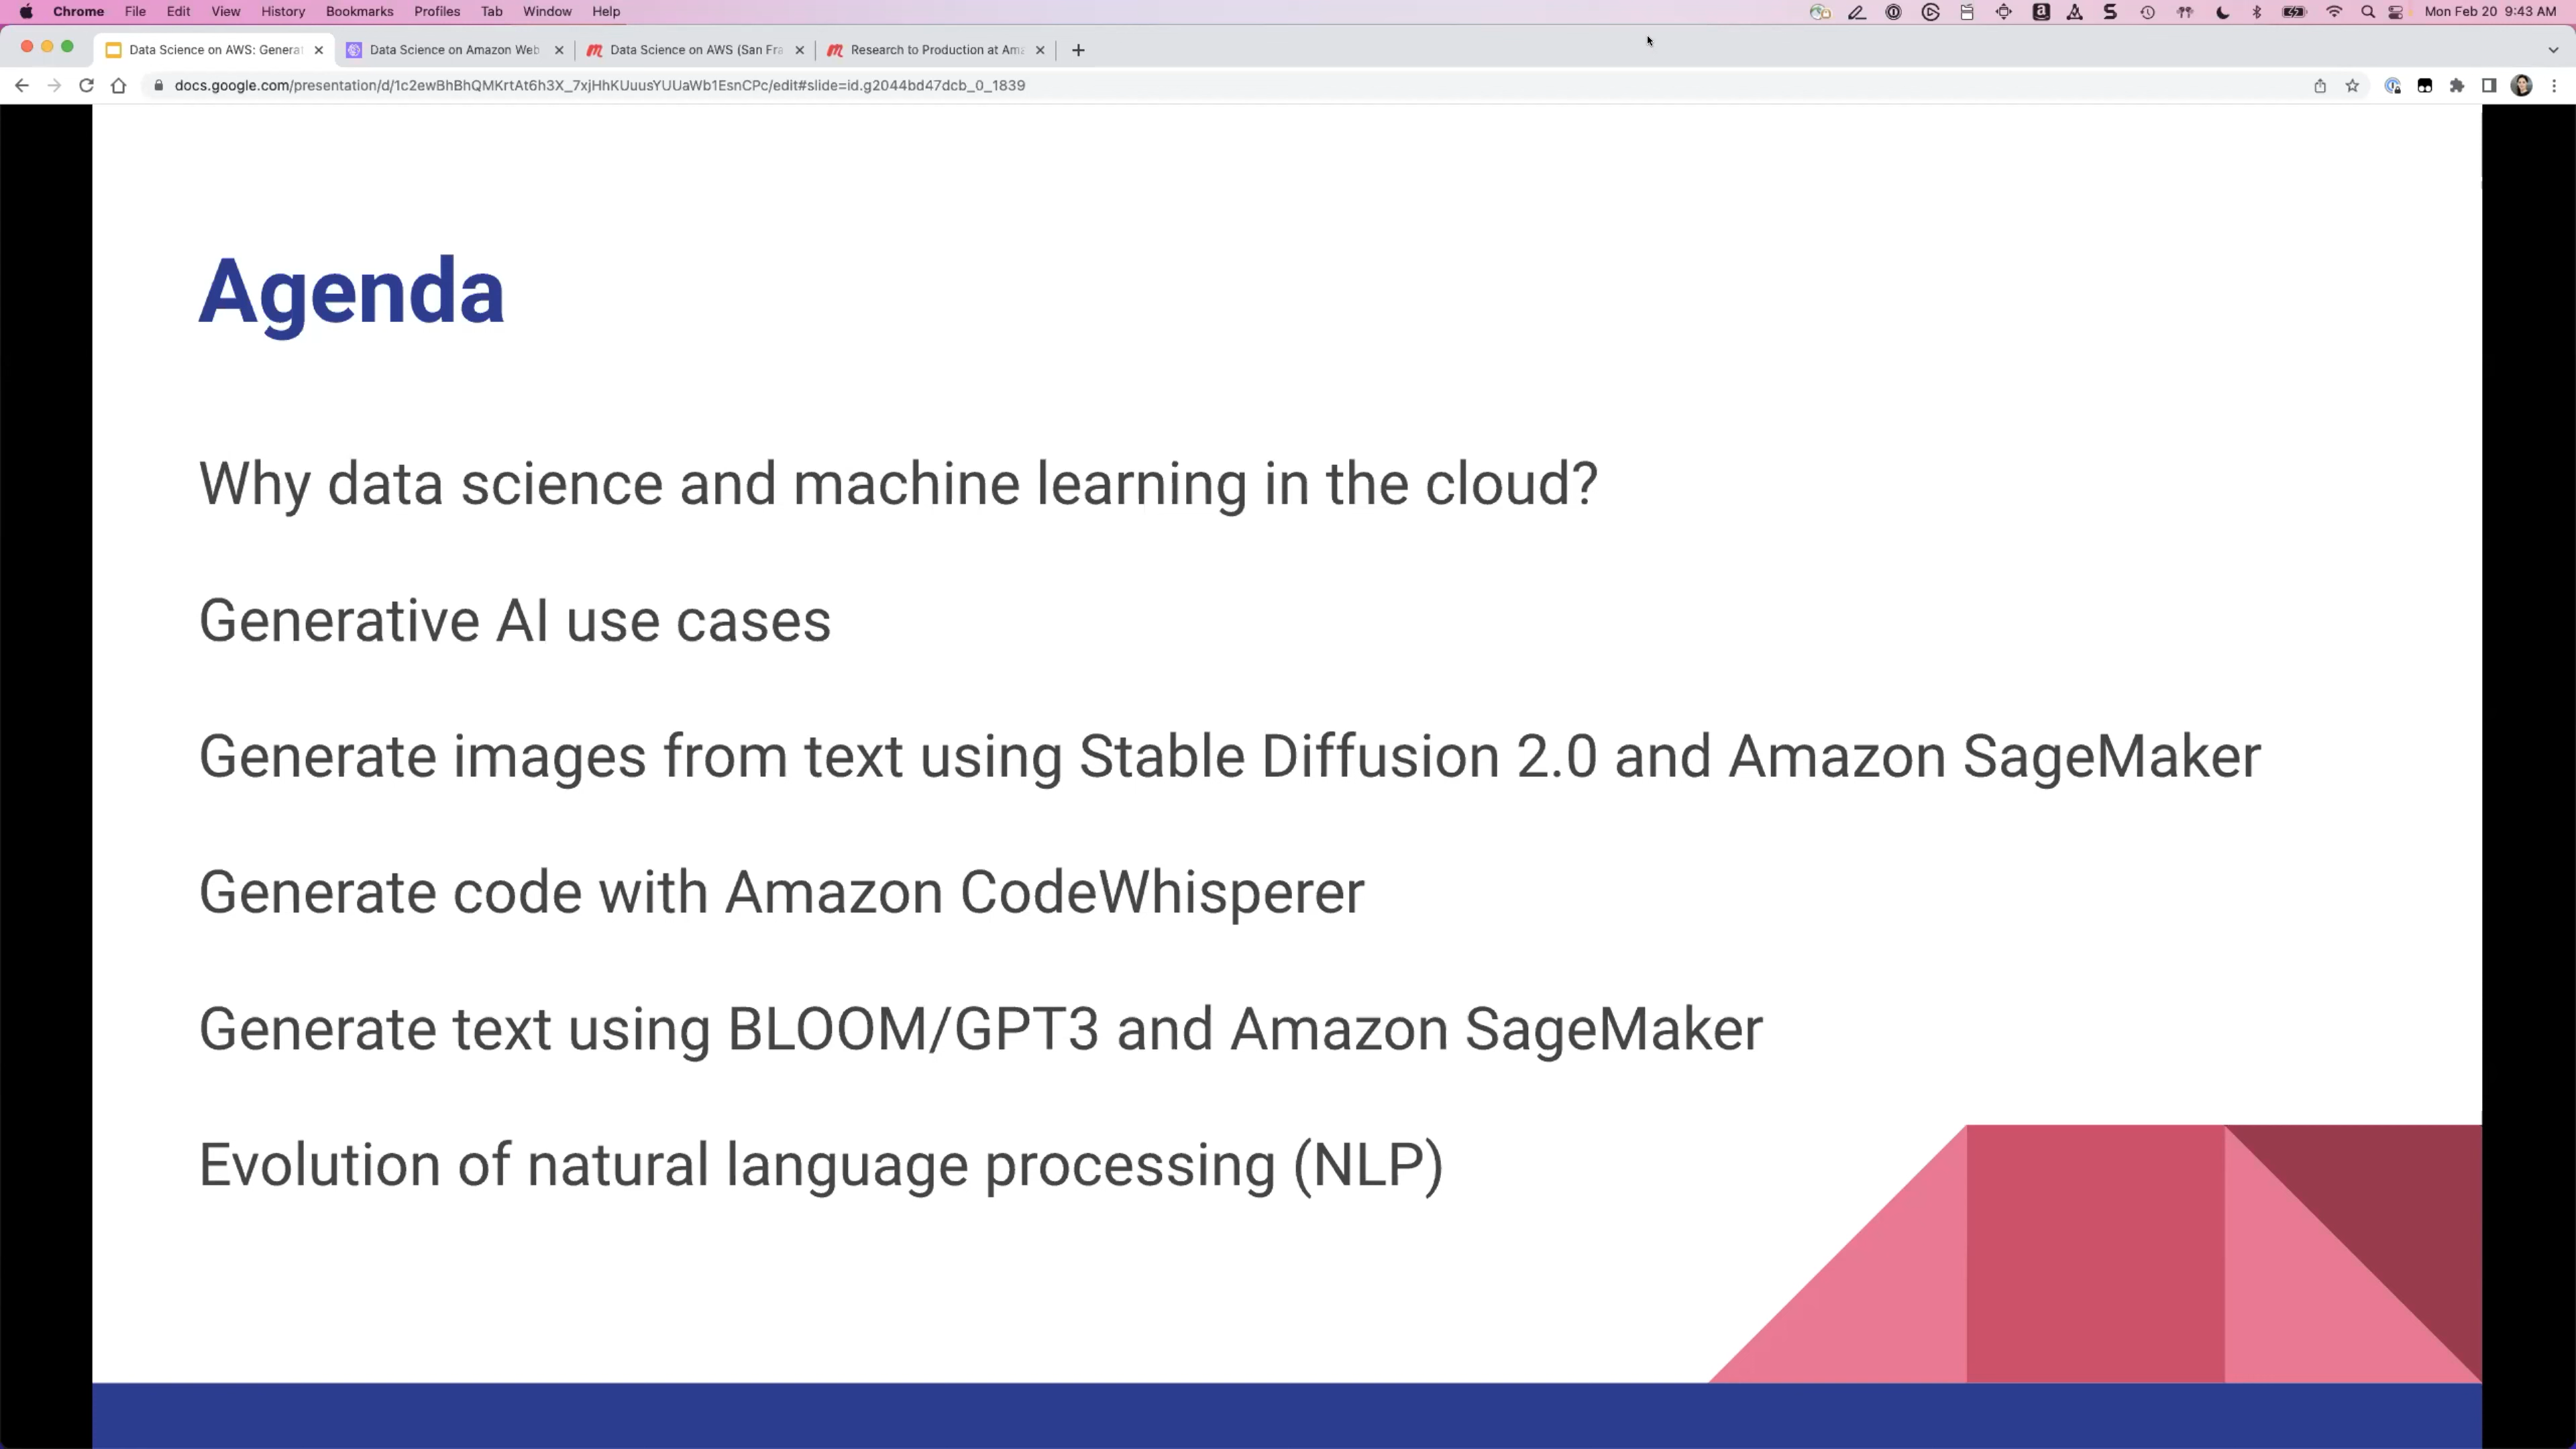 Chrome File Edit View History Bookmarks Profiles Tab Window Help Mon Feb 20 9:43 AM
Data Science on AWS: Genera Data Science on Amazon Web Data Science on AWS (San Fra Research to Production at Ama
docs.google.com/presentation/d/1c2ewBhBhQMKrtAt6h3X_7xjHhKUuusYUUaWb1EsnCPc/edit#slide=id.g2044bd47dcb_0_1839
Agenda
Why data science and machine learning in the cloud?
Generative AI use cases
Generate images from text using Stable Diffusion 2.0 and Amazon SageMaker
Generate code with Amazon CodeWhisperer
Generate text using BLOOM/GPT3 and Amazon SageMaker
Evolution of natural language processing (NLP)